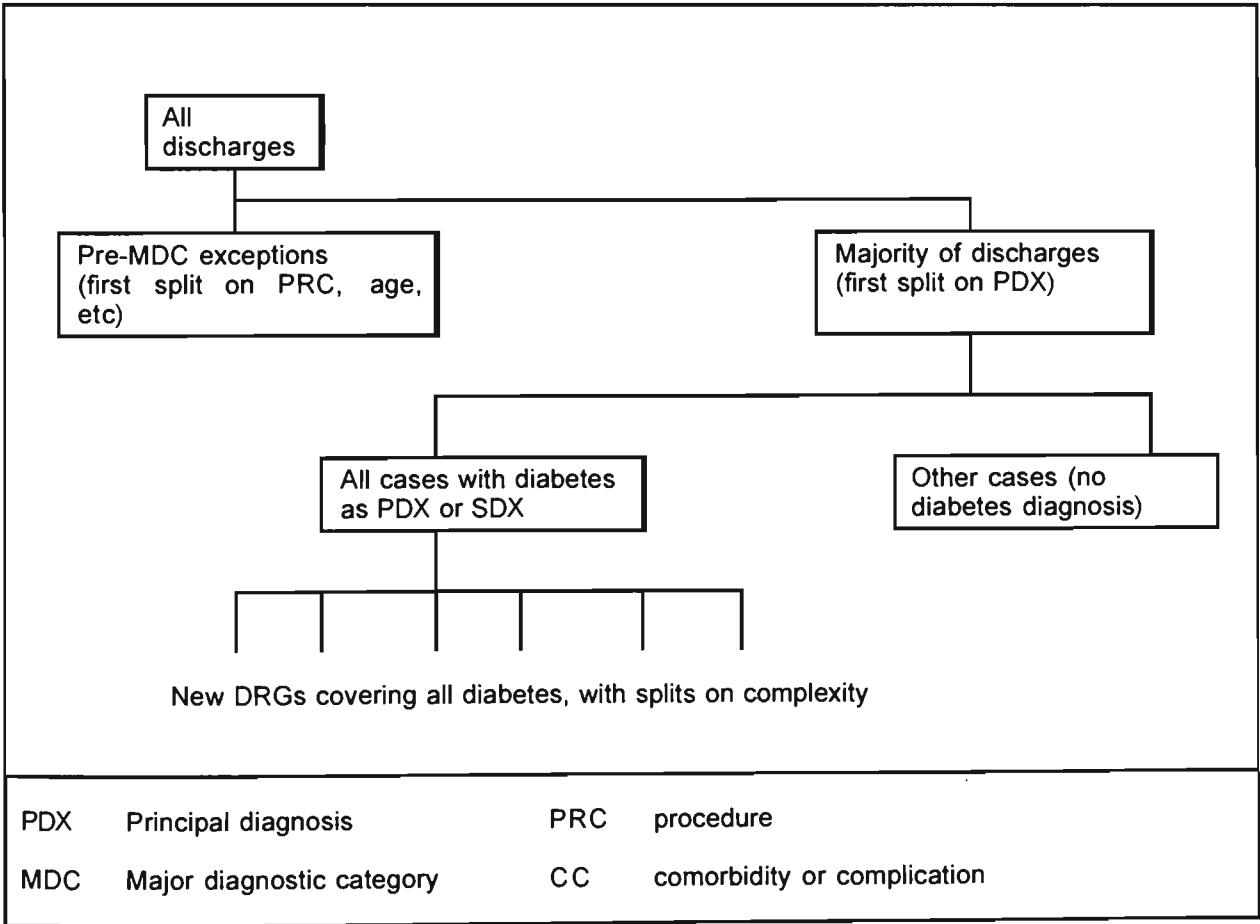 All
discharges
Pre-MDC exceptions
(first split on PRC, age,
etc)
Majority of discharges
(first split on PDX)
All cases with diabetes
as PDX or SDX
Other cases (no
diabetes diagnosis)
New DRGs covering all diabetes, with splits on complexity
PDX Principal diagnosis PRC procedure
MDC Major diagnostic category CC comorbidity or complication